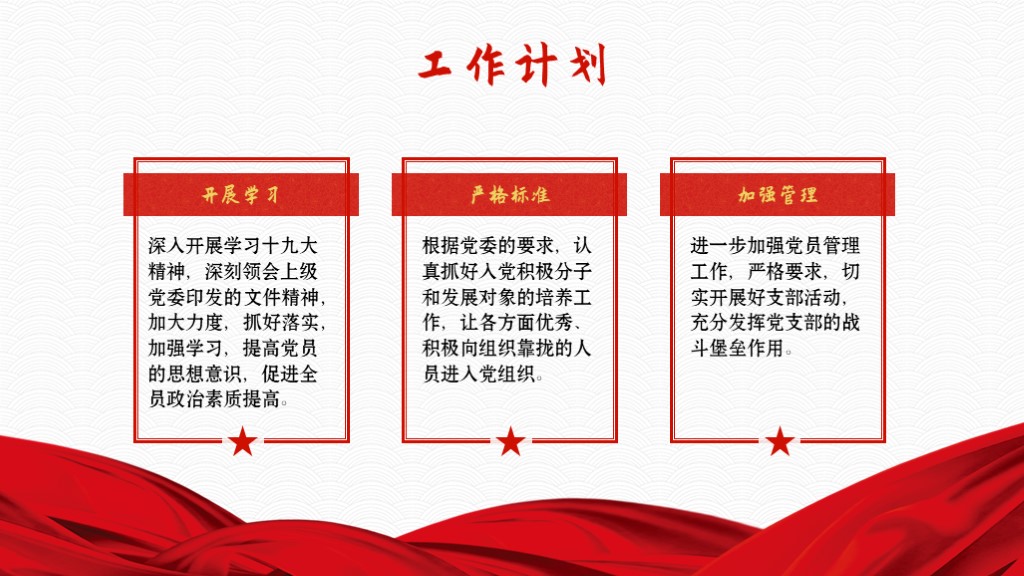 工作计划
开展学习
深入开展学习十九大
精神，深刻领会上级
党委印发的文件精神，
加大力度，抓好落实，
加强学习，提高党员
的思想意识，促进全
员政治素质提高。
严格标准
根据党委的要求，认
真抓好入党积极分子
和发展对象的培养工
作，让各方面优秀、
积极向组织靠拢的人
员进入党组织。
加强管理
进一步加强党员管理
工作，严格要求，切
实开展好支部活动，
充分发挥党支部的战
斗堡垒作用。